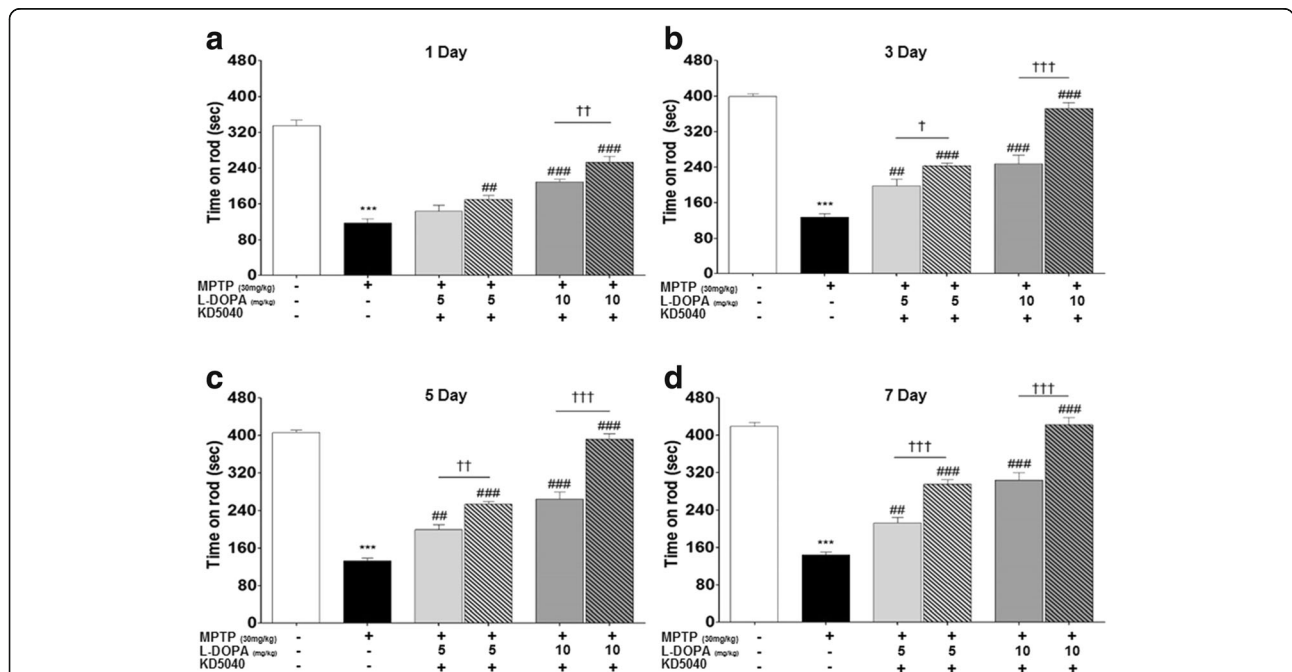 a
1 Day
480
400
320
240
160
80
0
Time on rod (sec)
***
##
###
###
††
MPTP (30mg/kg) - + + + + +
L-DOPA (mg/kg) - - 5 5 10 10
KD5040 - - + + + +
b
3 Day
480
400
320
240
160
80
0
Time on rod (sec)
***
##
###
†
###
###
†††
MPTP (30mg/kg) - + + + + +
L-DOPA (mg/kg) - - 5 5 10 10
KD5040 - - + + + +
c
5 Day
480
400
320
240
160
80
0
Time on rod (sec)
***
##
###
††
###
###
†††
MPTP (30mg/kg) - + + + + +
L-DOPA (mg/kg) - - 5 5 10 10
KD5040 - - + + + +
d
7 Day
480
400
320
240
160
80
0
Time on rod (sec)
***
##
###
†††
###
###
†††
MPTP (30mg/kg) - + + + + +
L-DOPA (mg/kg) - - 5 5 10 10
KD5040 - - + + + +